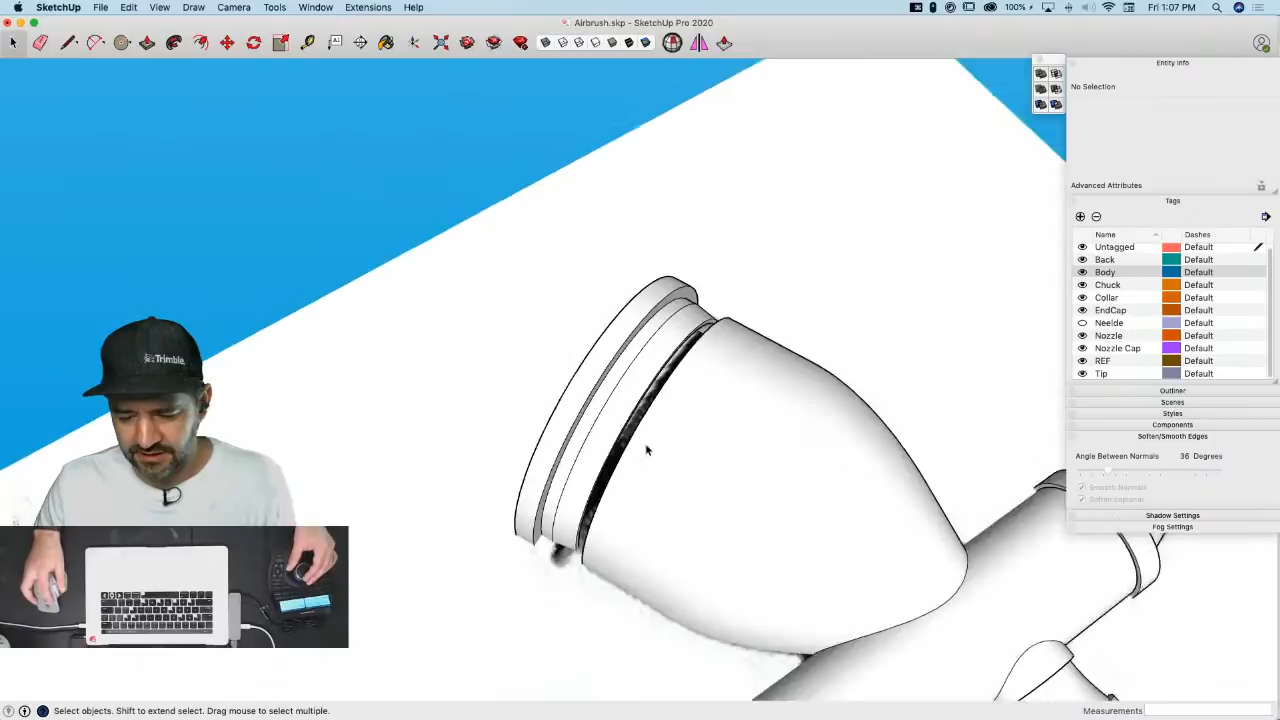 SketchUp File Edit View Draw Camera Tools Window Extensions Help 100% Fri 1:07 PM
Airbrush.skp - SketchUp Pro 2020
Entity Info
No Selection
Advanced Attributes
Tags
Name Dashes
Untagged Default
Back Default
Body Default
Chuck Default
Collar Default
EndCap Default
Neelde Default
Nozzle Default
Nozzle Cap Default
REF Default
Tip Default
Outliner
Scenes
Styles
Components
Soften/Smooth Edges
Angle Between Normals 36 Degrees
Smooth Normals
Soften coplanar
Shadow Settings
Fog Settings
Trimble
Select objects. Shift to extend select. Drag mouse to select multiple. Measurements